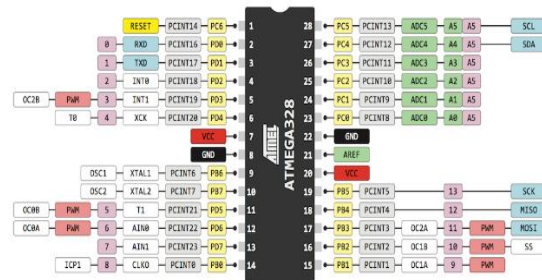 RESET PCINT14 PC6 1 28 PC5 PCINT13 ADC5 A5 A5 SCL
0 RXD PCINT16 PD0 2 27 PC4 PCINT12 ADC4 A4 A5 SDA
1 TXD PCINT17 PD1 3 26 PC3 PCINT11 ADC3 A3 A5
2 INT0 PCINT18 PD2 4 25 PC2 PCINT10 ADC2 A2 A5
OC2B PWM 3 INT1 PCINT19 PD3 5 24 PC1 PCINT9 ADC1 A1 A5
T0 4 XCK PCINT20 PD4 6 23 PC0 PCINT8 ADC0 A0 A5
VCC 7 22 GND
GND 8 21 AREF
OSC1 XTAL1 PCINT6 PB6 9 20 VCC
OSC2 XTAL2 PCINT7 PB7 10 19 PB5 PCINT5 13 SCK
OC0B PWM 5 T1 PCINT21 PD5 11 18 PB4 PCINT4 12 MISO
OC0A PWM 6 AIN0 PCINT22 PD6 12 17 PB3 PCINT3 OC2A 11 PWM MOSI
7 AIN1 PCINT23 PD7 13 16 PB2 PCINT2 OC1B 10 PWM SS
ICP1 8 CLKO PCINT0 PB0 14 15 PB1 PCINT1 OC1A 9 PWM
ATMEL
ATMEGA328